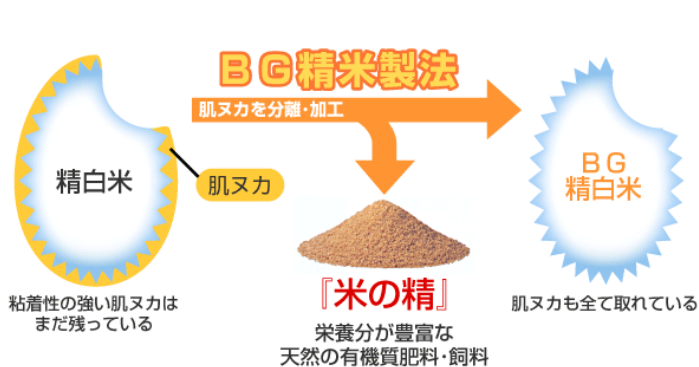 BG精米製法
肌ヌカを分離・加工
精白米
肌ヌカ
BG
精白米
粘着性の強い肌ヌカは
まだ残っている
『米の精』
栄養分が豊富な
天然の有機質肥料・飼料
肌ヌカも全て取れている